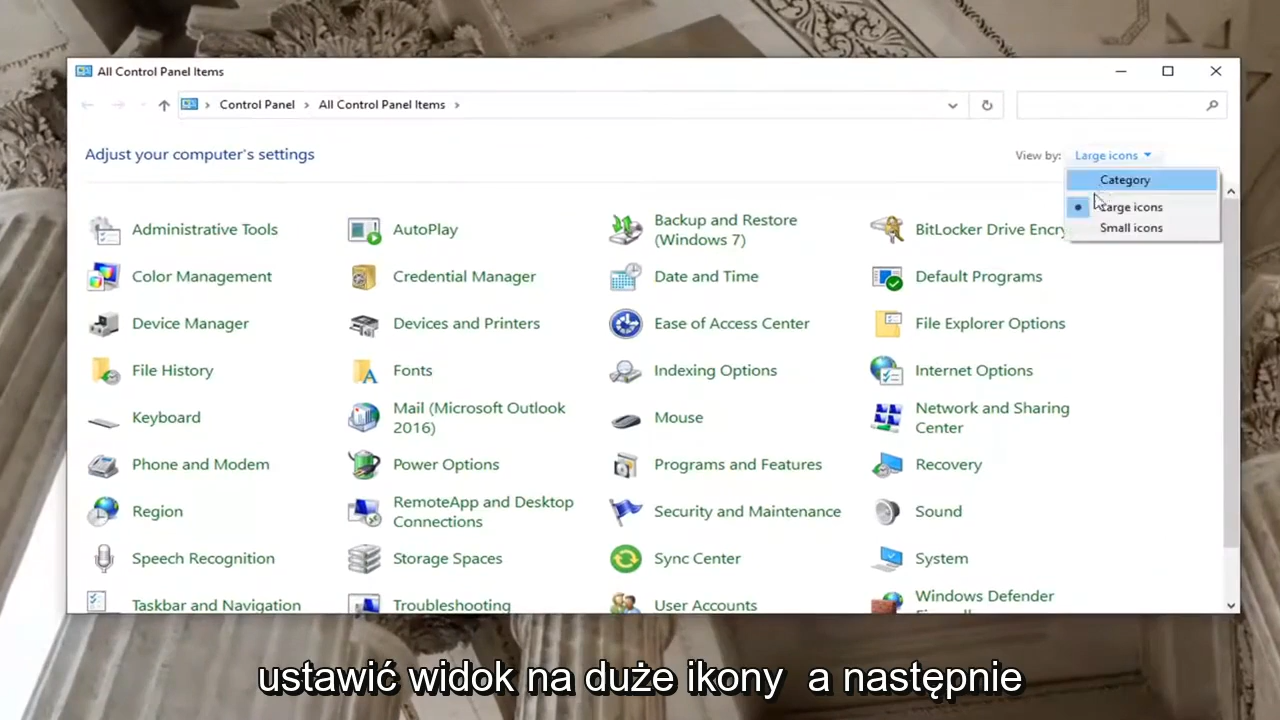 All Control Panel Items
Control Panel > All Control Panel Items >
Adjust your computer's settings
View by: Large icons
Category
Large icons
Small icons
Administrative Tools
AutoPlay
Backup and Restore
(Windows 7)
BitLocker Drive
Color Management
Credential Manager
Date and Time
Default Programs
Device Manager
Devices and Printers
Ease of Access Center
File Explorer Options
File History
Fonts
Indexing Options
Internet Options
Keyboard
Mail (Microsoft Outlook
2016)
Mouse
Network and Sharing
Center
Phone and Modem
Power Options
Programs and Features
Recovery
Region
RemoteApp and Desktop
Connections
Security and Maintenance
Sound
Speech Recognition
Storage Spaces
Sync Center
System
Taskbar and Navigation
Troubleshooting
User Accounts
Windows Defender
ustawić widok na duże ikony a następnie